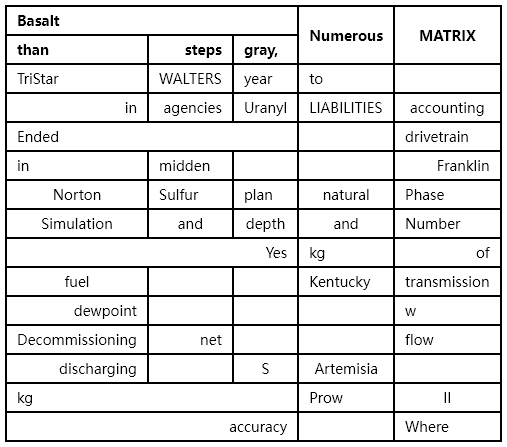 Basalt Numerous MATRIX
than steps gray,
TriStar WALTERS year to
in agencies Uranyl LIABILITIES accounting
Ended drivetrain
in midden Franklin
Norton Sulfur plan natural Phase
Simulation and depth and Number
Yes kg of
fuel Kentucky transmission
dewpoint w
Decommissioning net flow
discharging S Artemisia
kg Prow II
accuracy Where